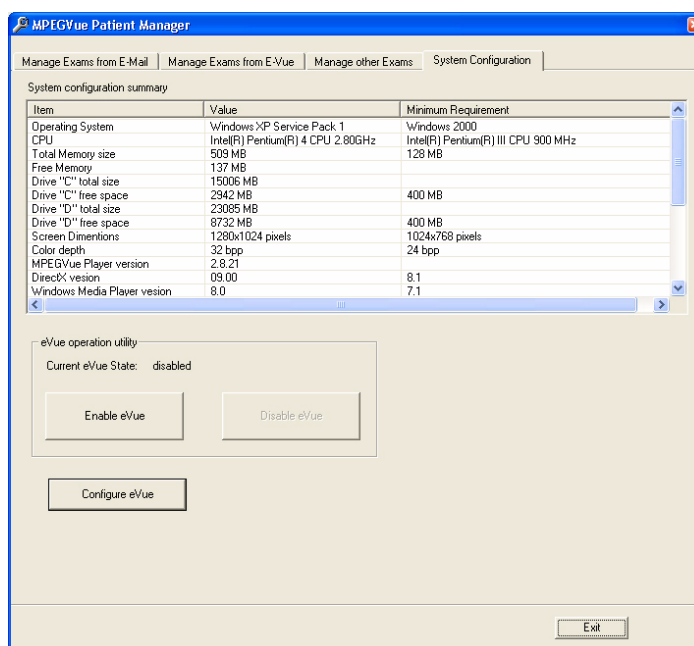 MPEGVue Patient Manager
Manage Exams from E-Mail Manage Exams from E-Vue Manage other Exams System Configuration
System configuration summary
Item Value Minimum Requirement
Operating System Windows XP Service Pack 1 Windows 2000
CPU Intel(R) Pentium(R) 4 CPU 2.80GHz Intel(R) Pentium(R) III CPU 900 MHz
Total Memory size 509 MB 128 MB
Free Memory 137 MB
Drive "C" total size 15006 MB
Drive "C" free space 2942 MB 400 MB
Drive "D" total size 23085 MB
Drive "D" free space 8732 MB 400 MB
Screen Dimentions 1280x1024 pixels 1024x768 pixels
Color depth 32 bpp 24 bpp
MPEGVue Player version 2.8.21
DirectX vesion 09.00 8.1
Windows Media Player vesion 8.0 7.1
eVue operation utility
Current eVue State: disabled
Enable eVue Disable eVue
Configure eVue
Exit